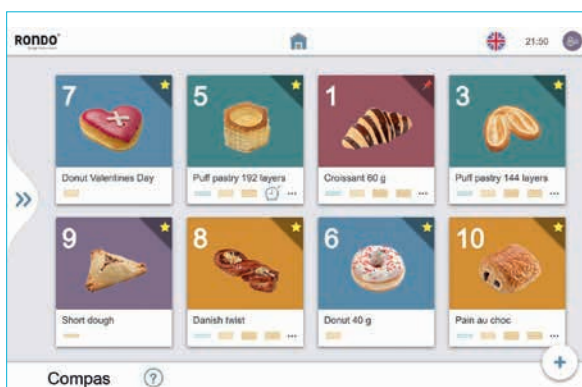 RONDO
21:50
7
5
1
3
Donut Valentines Day
Puff pastry 192 layers
Croissant 60 g
Puff pastry 144 layers
9
8
6
10
Short dough
Danish twist
Donut 40 g
Pain au choc
Compas ?